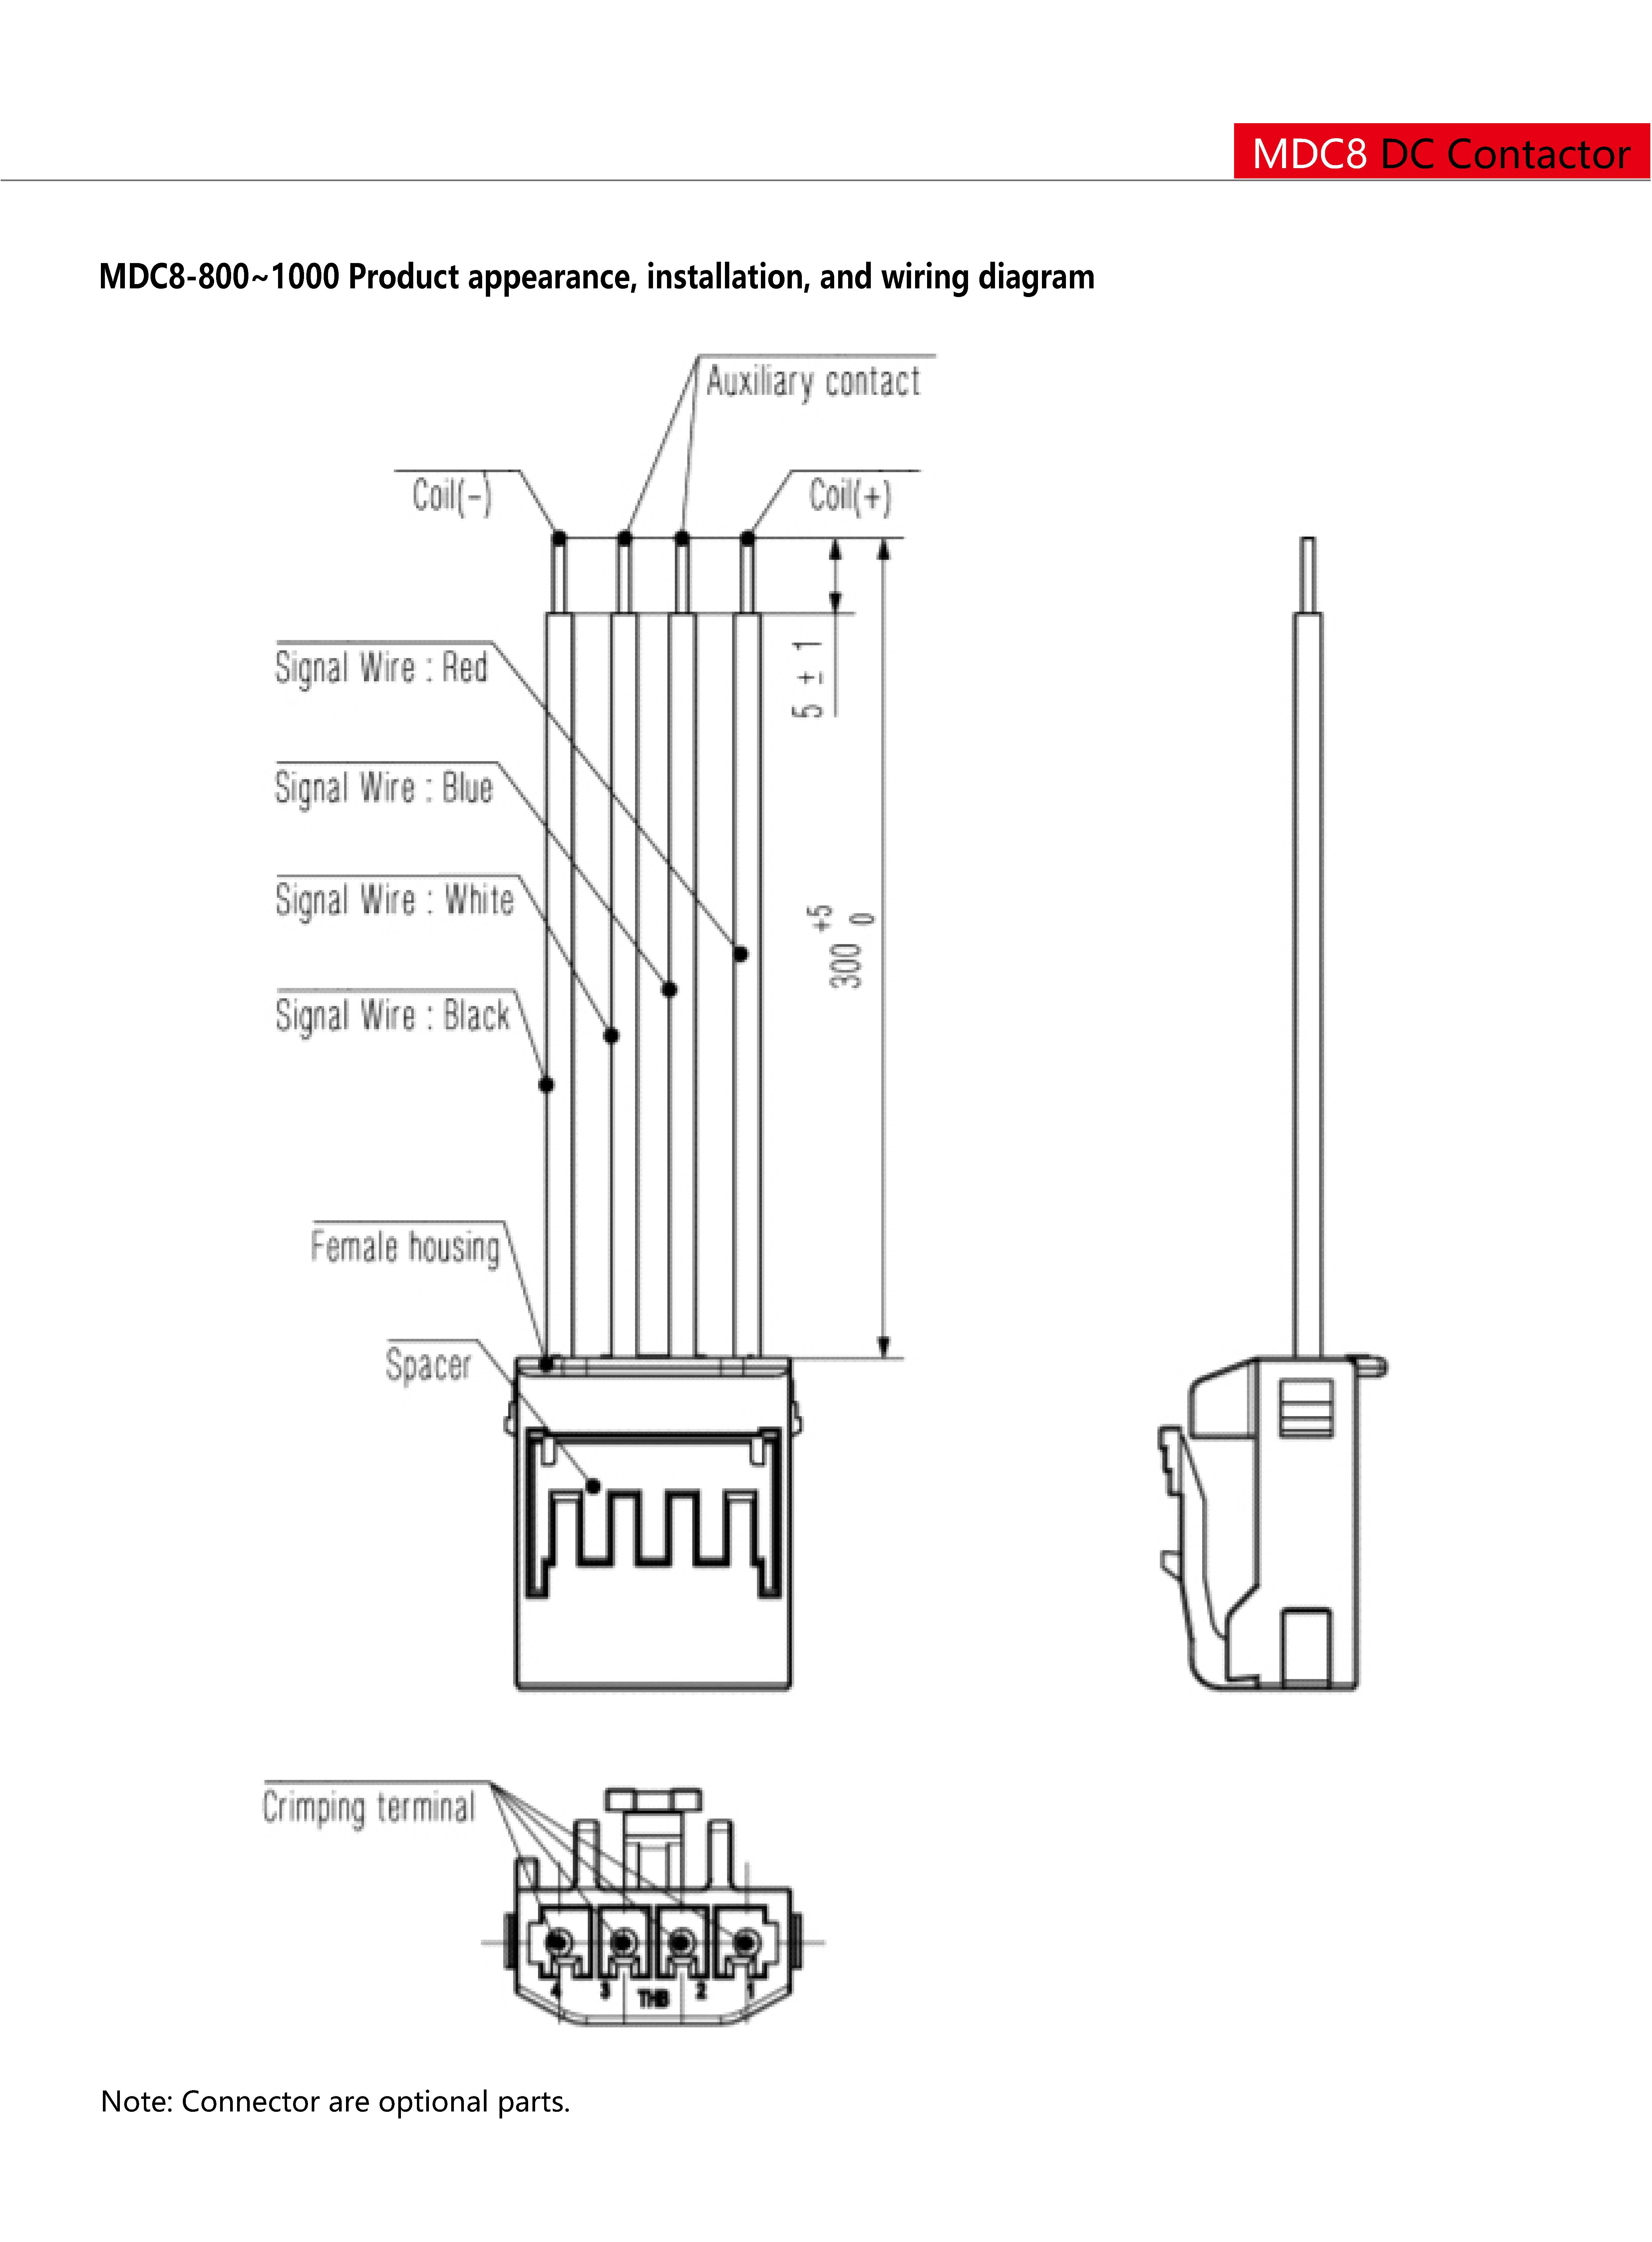 MDC8 DC Contactor
MDC8-800~1000 Product appearance, installation, and wiring diagram
Auxiliary contact
Coil(-)
Coil(+)
Signal Wire : Red
5 ± 1
Signal Wire : Blue
Signal Wire : White
300 +5 0
Signal Wire : Black
Female housing
Spacer
Crimping terminal
4 3 THB 2 1
Note: Connector are optional parts.